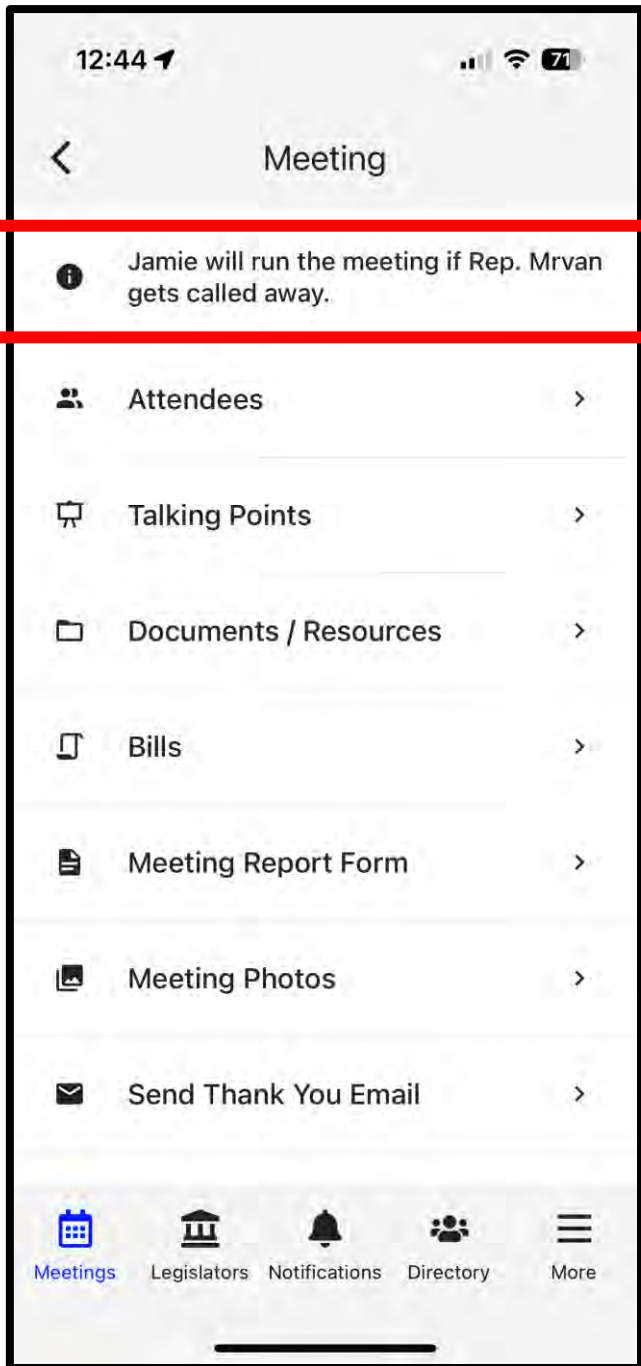 12:44
71
Meeting
Jamie will run the meeting if Rep. Mrvan
gets called away.
Attendees
Talking Points
Documents / Resources
Bills
Meeting Report Form
Meeting Photos
Send Thank You Email
Meetings Legislators Notifications Directory More